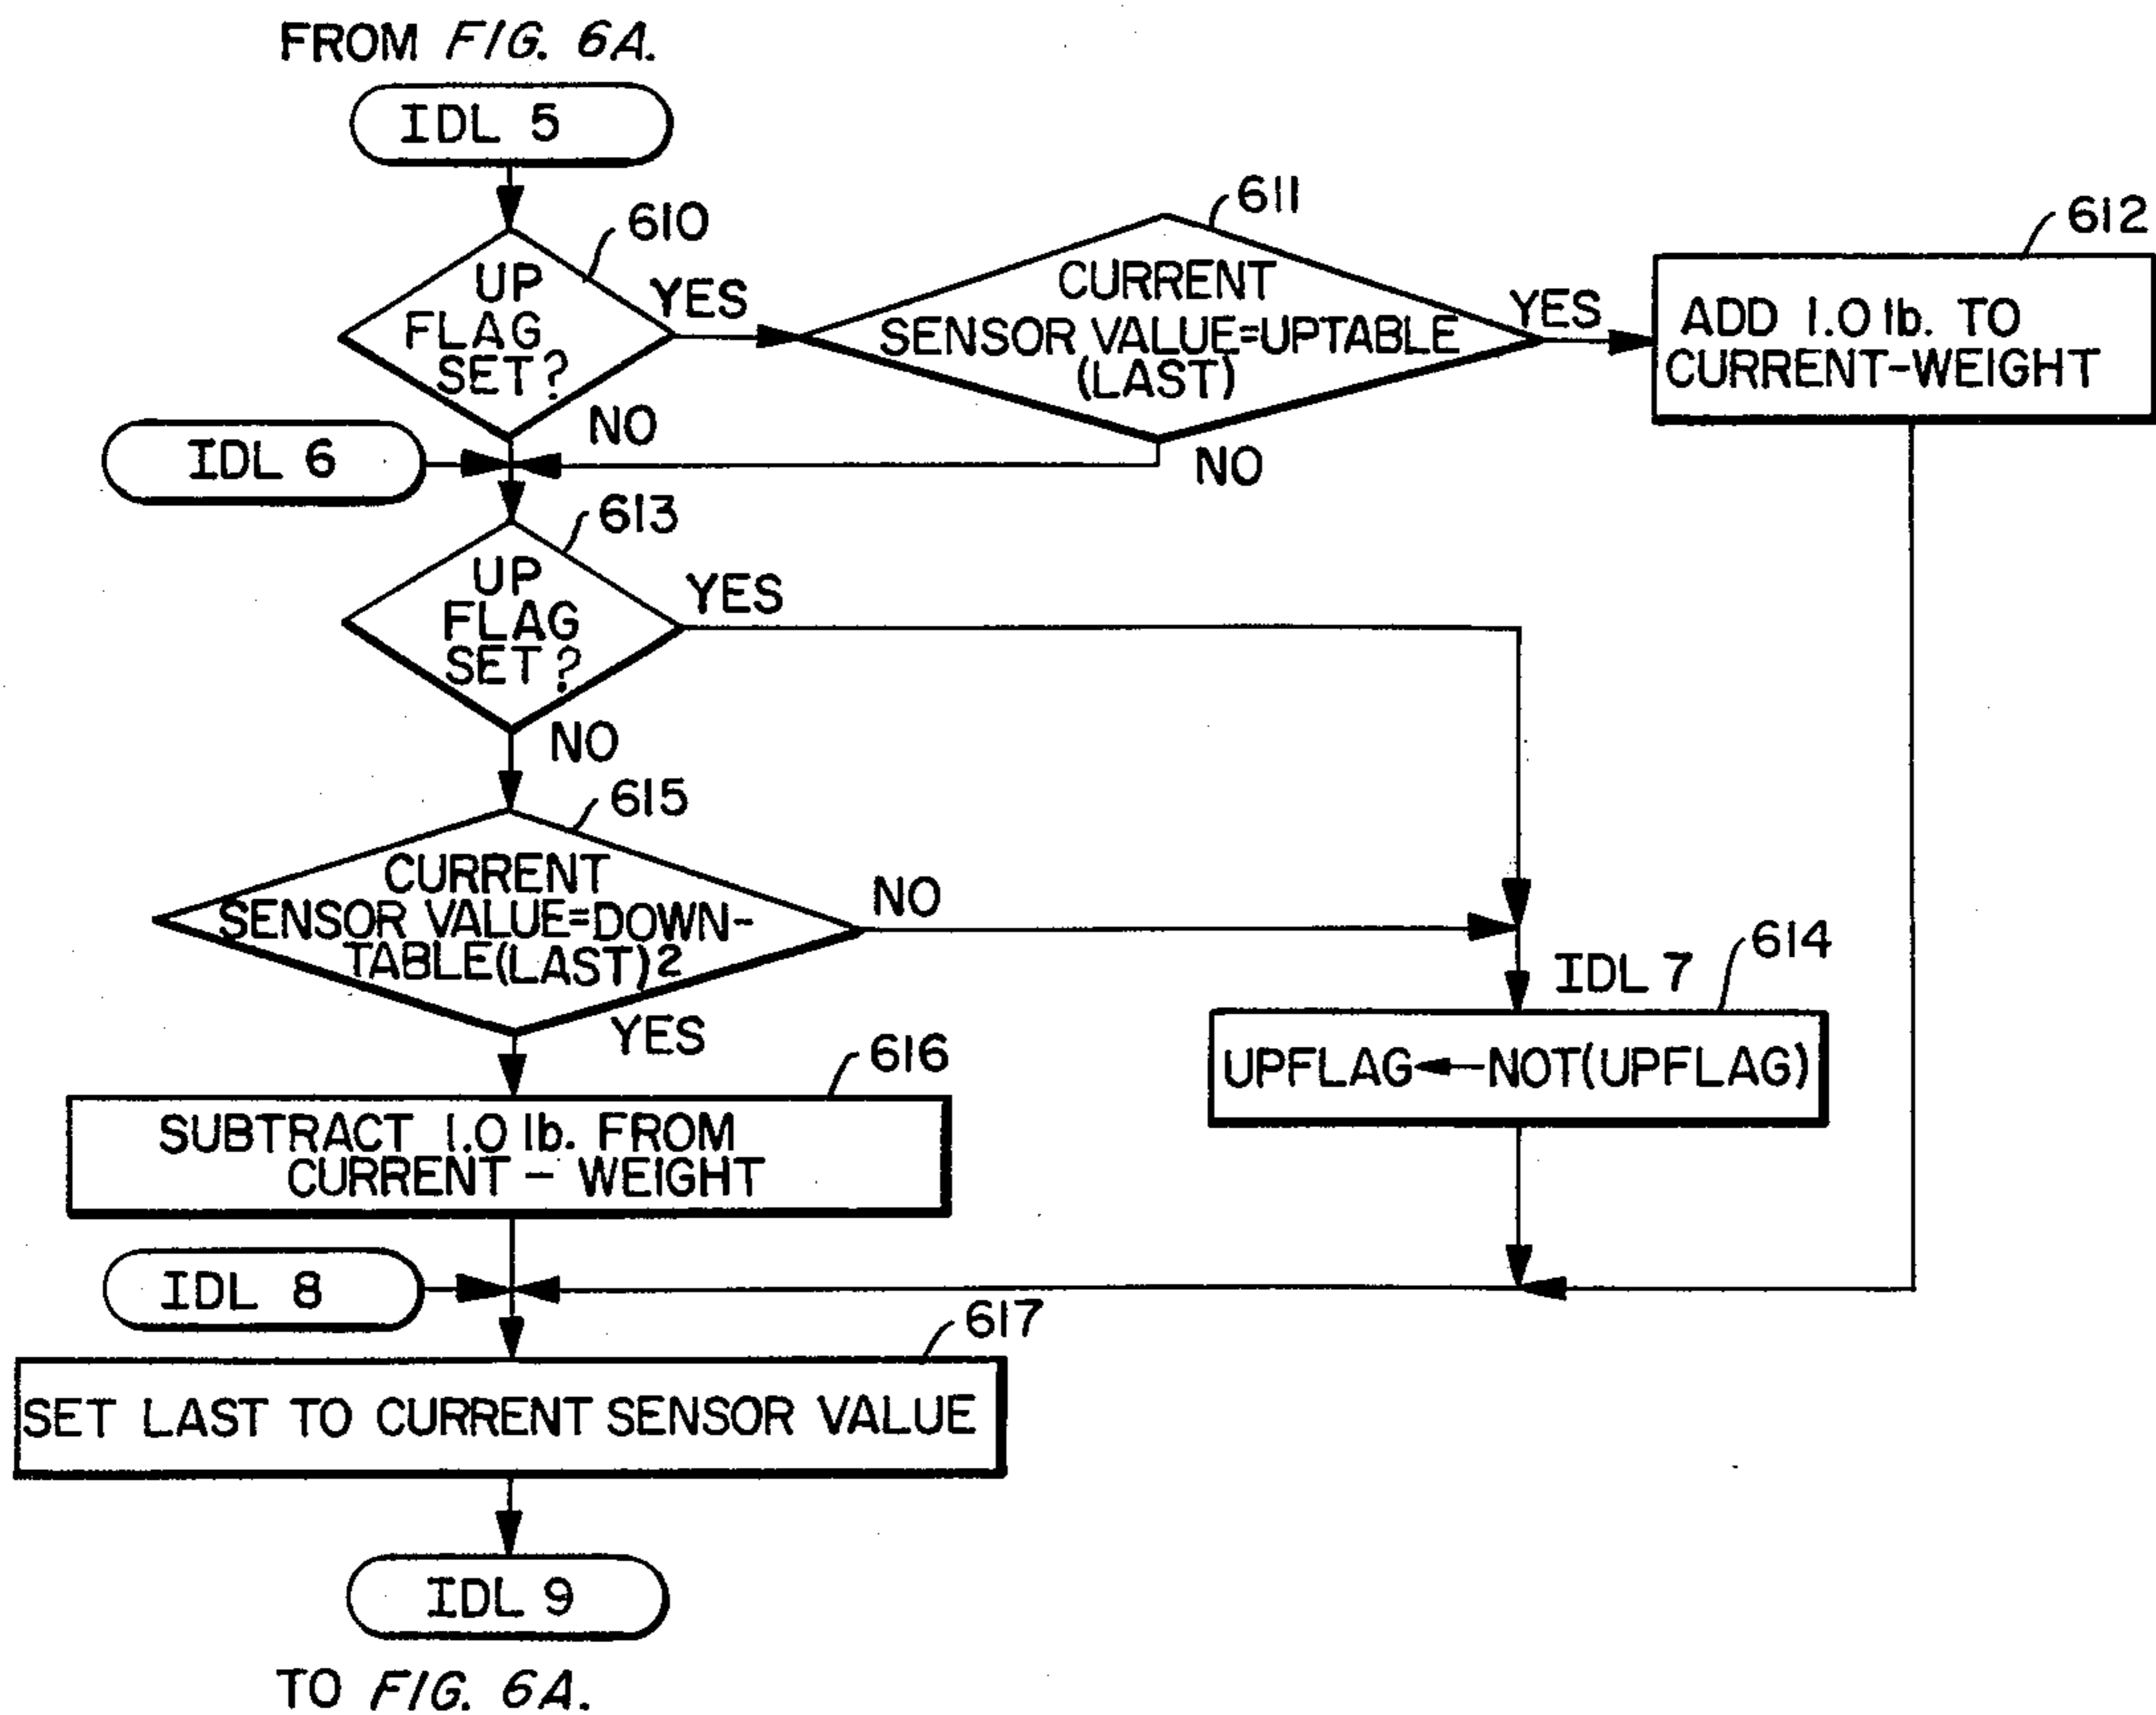 FROM FIG. 6A.
IDL 5
610
UP
FLAG
SET?
YES
NO
611
CURRENT
SENSOR VALUE=UPTABLE
(LAST)
YES
NO
612
ADD 1.0 lb. TO
CURRENT-WEIGHT
IDL 6
613
UP
FLAG
SET?
YES
NO
615
CURRENT
SENSOR VALUE=DOWN-
TABLE(LAST)2
NO
YES
IDL 7
614
UPFLAG←NOT(UPFLAG)
616
SUBTRACT 1.0 lb. FROM
CURRENT - WEIGHT
IDL 8
617
SET LAST TO CURRENT SENSOR VALUE
IDL 9
TO FIG. 6A.